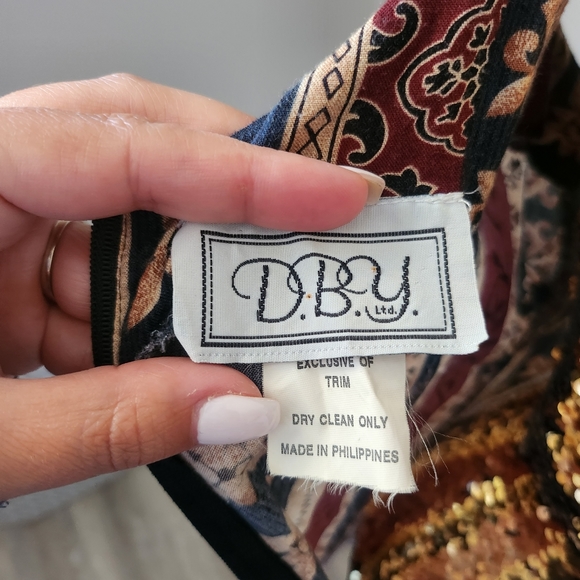 D.B.Y.
Ltd.
EXCLUSIVE OF
TRIM
DRY CLEAN ONLY
MADE IN PHILIPPINES